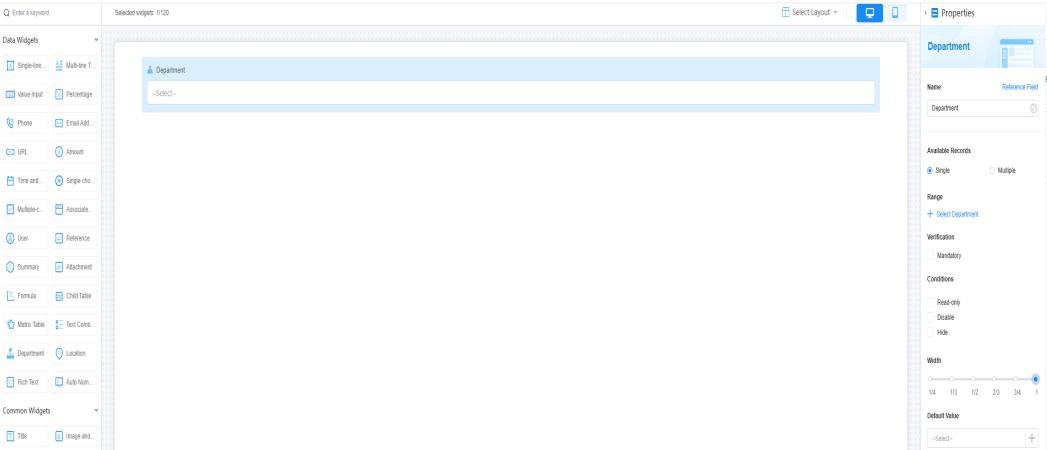 Enter a keyword
Selected widgets: 1/120
Select Layout
Properties
Data Widgets
Single-line...
Multi-line T...
Value Input
Percentage
Phone
Email Add...
URL
Amount
Time and ...
Single-cho...
Multiple-c...
Associate...
User
Reference
Summary
Attachment
Formula
Child Table
Matrix Table
Text Comb...
Department
Location
Rich Text
Auto Num...
Common Widgets
Title
Image and...
Department
--Select--
Department
Name
Reference Field
Department
Available Records
Single
Multiple
Range
Select Department
Verification
Mandatory
Conditions
Read-only
Disable
Hide
Width
1/4 1/3 1/2 2/3 3/4 1
Default Value
--Select--